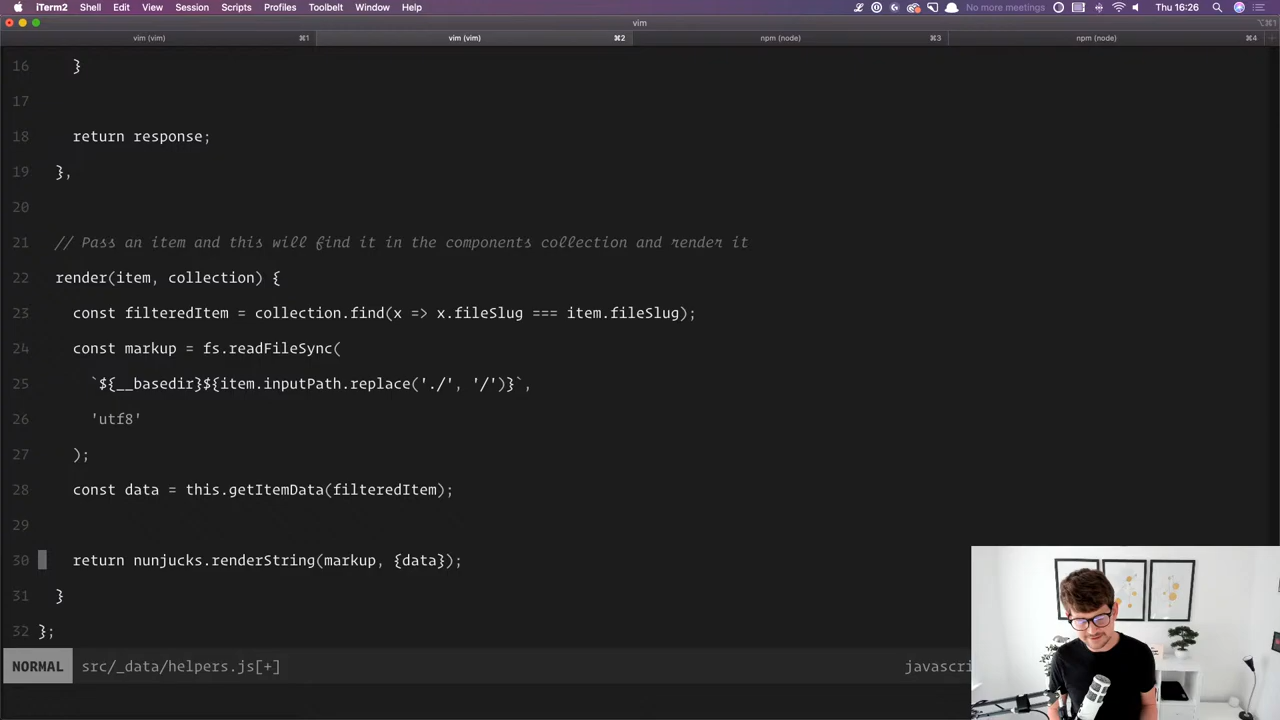 iTerm2 Shell Edit View Session Scripts Profiles Toolbelt Window Help No more meetings Thu 16:26
vim ⌥⌘1
vim (vim) ⌘1 vim (vim) ⌘2 npm (node) ⌘3 npm (node) ⌘4
16 }
17
18 return response;
19 },
20
21 // Pass an item and this will find it in the components collection and render it
22 render(item, collection) {
23 const filteredItem = collection.find(x => x.fileSlug === item.fileSlug);
24 const markup = fs.readFileSync(
25 `${__basedir}${item.inputPath.replace('./', '/')}`,
26 'utf8'
27 );
28 const data = this.getItemData(filteredItem);
29
30 return nunjucks.renderString(markup, {data});
31 }
32 };
NORMAL src/_data/helpers.js[+] javascri